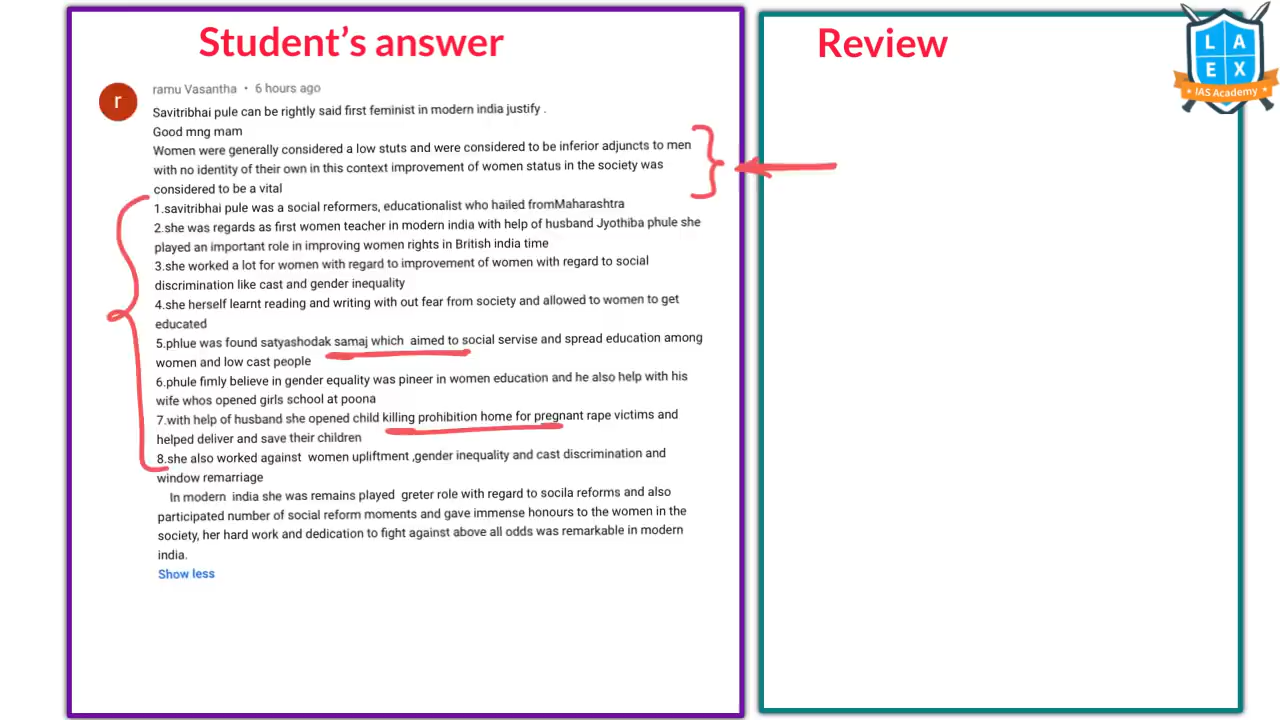 Student's answer
Review
L A
E X
IAS Academy
r
ramu Vasantha • 6 hours ago
Savitribhai pule can be rightly said first feminist in modern india justify .
Good mng mam
Women were generally considered a low stuts and were considered to be inferior adjuncts to men
with no identity of their own in this context improvement of women status in the society was
considered to be a vital
1.savitribhai pule was a social reformers, educationalist who hailed fromMaharashtra
2.she was regards as first women teacher in modern india with help of husband Jyothiba phule she
played an important role in improving women rights in British india time
3.she worked a lot for women with regard to improvement of women with regard to social
discrimination like cast and gender inequality
4.she herself learnt reading and writing with out fear from society and allowed to women to get
educated
5.phlue was found satyashodak samaj which aimed to social servise and spread education among
women and low cast people
6.phule fimly believe in gender equality was pineer in women education and he also help with his
wife whos opened girls school at poona
7.with help of husband she opened child killing prohibition home for pregnant rape victims and
helped deliver and save their children
8.she also worked against women upliftment ,gender inequality and cast discrimination and
window remarriage
In modern india she was remains played greter role with regard to socila reforms and also
participated number of social reform moments and gave immense honours to the women in the
society, her hard work and dedication to fight against above all odds was remarkable in modern
india.
Show less